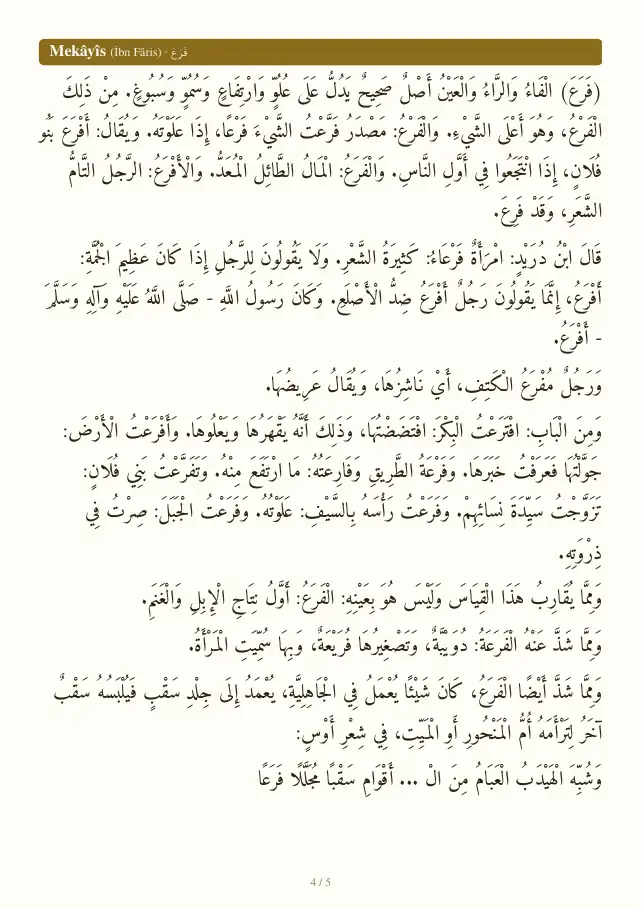 Mekâyîs (İbn Fâris) · فَرَعَ
(فَرَعَ) الْفَاءُ وَالرَّاءُ وَالْعَيْنُ أَصْلٌ صَحِيحٌ يَدُلُّ عَلَى عُلُوٍّ وَارْتِفَاعٍ وَسُمُوٍّ وَسُبُوغٍ. مِنْ ذَلِكَ
الْفَرْعُ، وَهُوَ أَعْلَى الشَّيْءِ. وَالْفَرْعُ: مَصْدَرُ فَرَّعْتُ الشَّيْءَ فَرْعًا، إِذَا عَلَوْتَهُ. وَيُقَالُ: أَفْرَعَ بَنُو
فُلَانٍ، إِذَا انْتَجَعُوا فِي أَوَّلِ النَّاسِ. وَالْفَرَعُ: الْمَالُ الطَّائِلُ الْمُعَدُّ. وَالْأَفْرَعُ: الرَّجُلُ التَّامُّ
الشَّعَرِ، وَقَدْ فَرِعَ.
قَالَ ابْنُ دُرَيْدٍ: امْرَأَةٌ فَرْعَاءُ: كَثِيرَةُ الشَّعْرِ. وَلَا يَقُولُونَ لِلرَّجُلِ إِذَا كَانَ عَظِيمَ الْجُمَّةِ:
أَفْرَعُ، إِنَّمَا يَقُولُونَ رَجُلٌ أَفْرَعُ ضِدُّ الْأَصْلَعِ. وَكَانَ رَسُولُ اللَّهِ - صَلَّى اللَّهُ عَلَيْهِ وَآلِهِ وَسَلَّمَ
- أَفْرَعُ.
وَرَجُلٌ مُفْرَعُ الْكَتِفِ، أَيْ نَاشِزُهَا، وَيُقَالُ عَرِيضُهَا.
وَمِنَ الْبَابِ: افْتَرَعْتُ الْبِكْرَ: افْتَضَضْتُهَا، وَذَلِكَ أَنَّهُ يَقْهَرُهَا وَيَعْلُوهَا. وَأَفْرَعْتُ الْأَرْضَ:
جَوَّلْتُهَا فَعَرَفْتُ خَبَرَهَا. وَفَرْعَةُ الطَّرِيقِ وَفَارِعَتُهُ: مَا ارْتَفَعَ مِنْهُ. وَتَفَرَّعْتُ بَنِي فُلَانٍ:
تَزَوَّجْتُ سَيِّدَةَ نِسَائِهِمْ. وَفَرَعْتُ رَأْسَهُ بِالسَّيْفِ: عَلَوْتُهُ. وَفَرَعْتُ الْجَبَلَ: صِرْتُ فِي
ذِرْوَتِهِ.
وَمِمَّا يُقَارِبُ هَذَا الْقِيَاسَ وَلَيْسَ هُوَ بِعَيْنِهِ: الْفَرَعُ: أَوَّلُ نِتَاجِ الْإِبِلِ وَالْغَنَمِ.
وَمِمَّا شَذَّ عَنْهُ الْفَرَعَةُ: دُوَيْبَّةٌ، وَتَصْغِيرُهَا فُرَيْعَةٌ، وَبِهَا سُمِّيَتِ الْمَرْأَةُ.
وَمِمَّا شَذَّ أَيْضًا الْفَرَعُ، كَانَ شَيْئًا يُعْمَلُ فِي الْجَاهِلِيَّةِ، يُعْمَدُ إِلَى جِلْدِ سَقْبٍ فَيُلْبَسُهُ سَقْبٌ
آخَرُ لِتَرْأَمَهُ أُمُّ الْمَنْحُورِ أَوِ الْمَيِّتِ، فِي شِعْرِ أَوْسٍ:
وَشُبِّهَ الْهَيْدَبُ الْعَبَامُ مِنَ الْ ... أَقْوَامِ سَقْبًا مُجَلَّلًا فَرَعًا
4 / 5